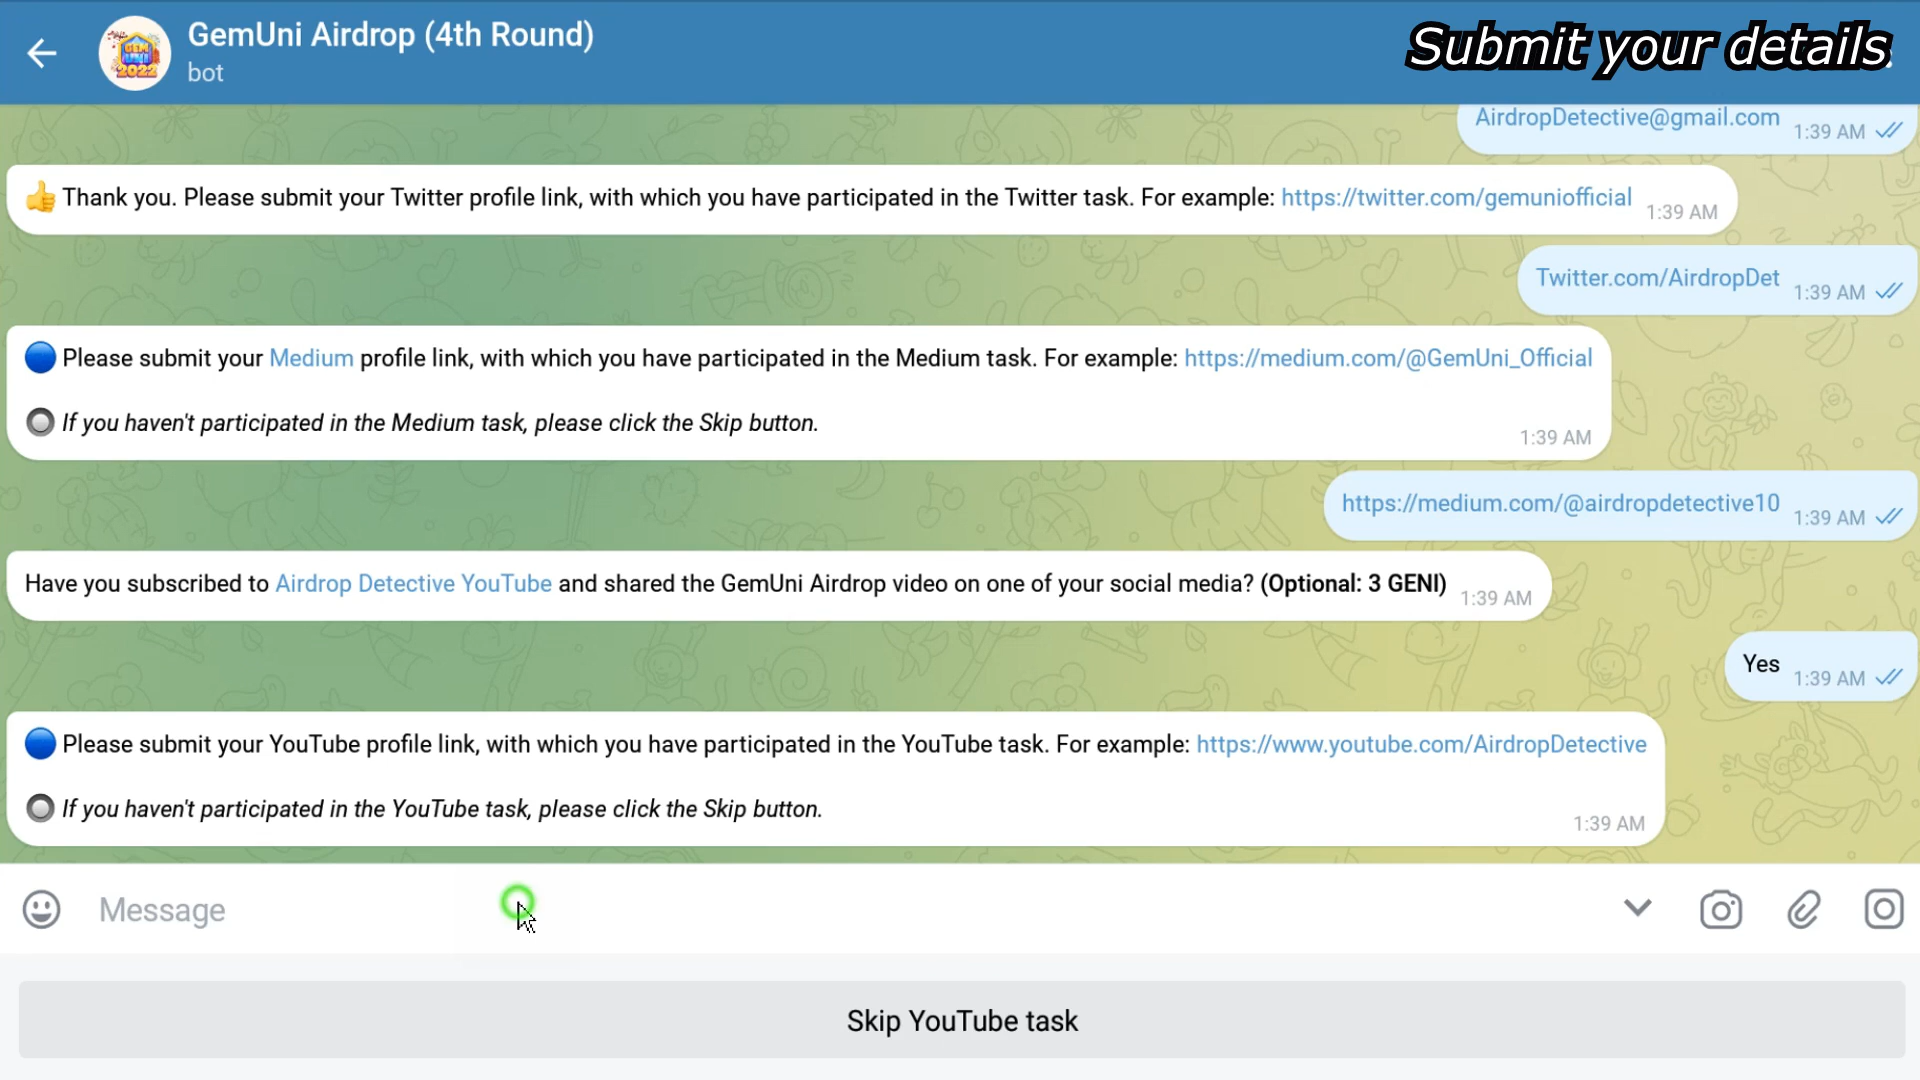 GemUni Airdrop (4th Round)
bot
Submit your details
AirdropDetective@gmail.com 1:39 AM
👍 Thank you. Please submit your Twitter profile link, with which you have participated in the Twitter task. For example: https://twitter.com/gemuniofficial 1:39 AM
Twitter.com/AirdropDet 1:39 AM
🔵 Please submit your Medium profile link, with which you have participated in the Medium task. For example: https://medium.com/@GemUni_Official
🔘 If you haven't participated in the Medium task, please click the Skip button.
1:39 AM
https://medium.com/@airdropdetective10 1:39 AM
Have you subscribed to Airdrop Detective YouTube and shared the GemUni Airdrop video on one of your social media? (Optional: 3 GENI) 1:39 AM
Yes 1:39 AM
🔵 Please submit your YouTube profile link, with which you have participated in the YouTube task. For example: https://www.youtube.com/AirdropDetective
🔘 If you haven't participated in the YouTube task, please click the Skip button.
1:39 AM
Message
Skip YouTube task